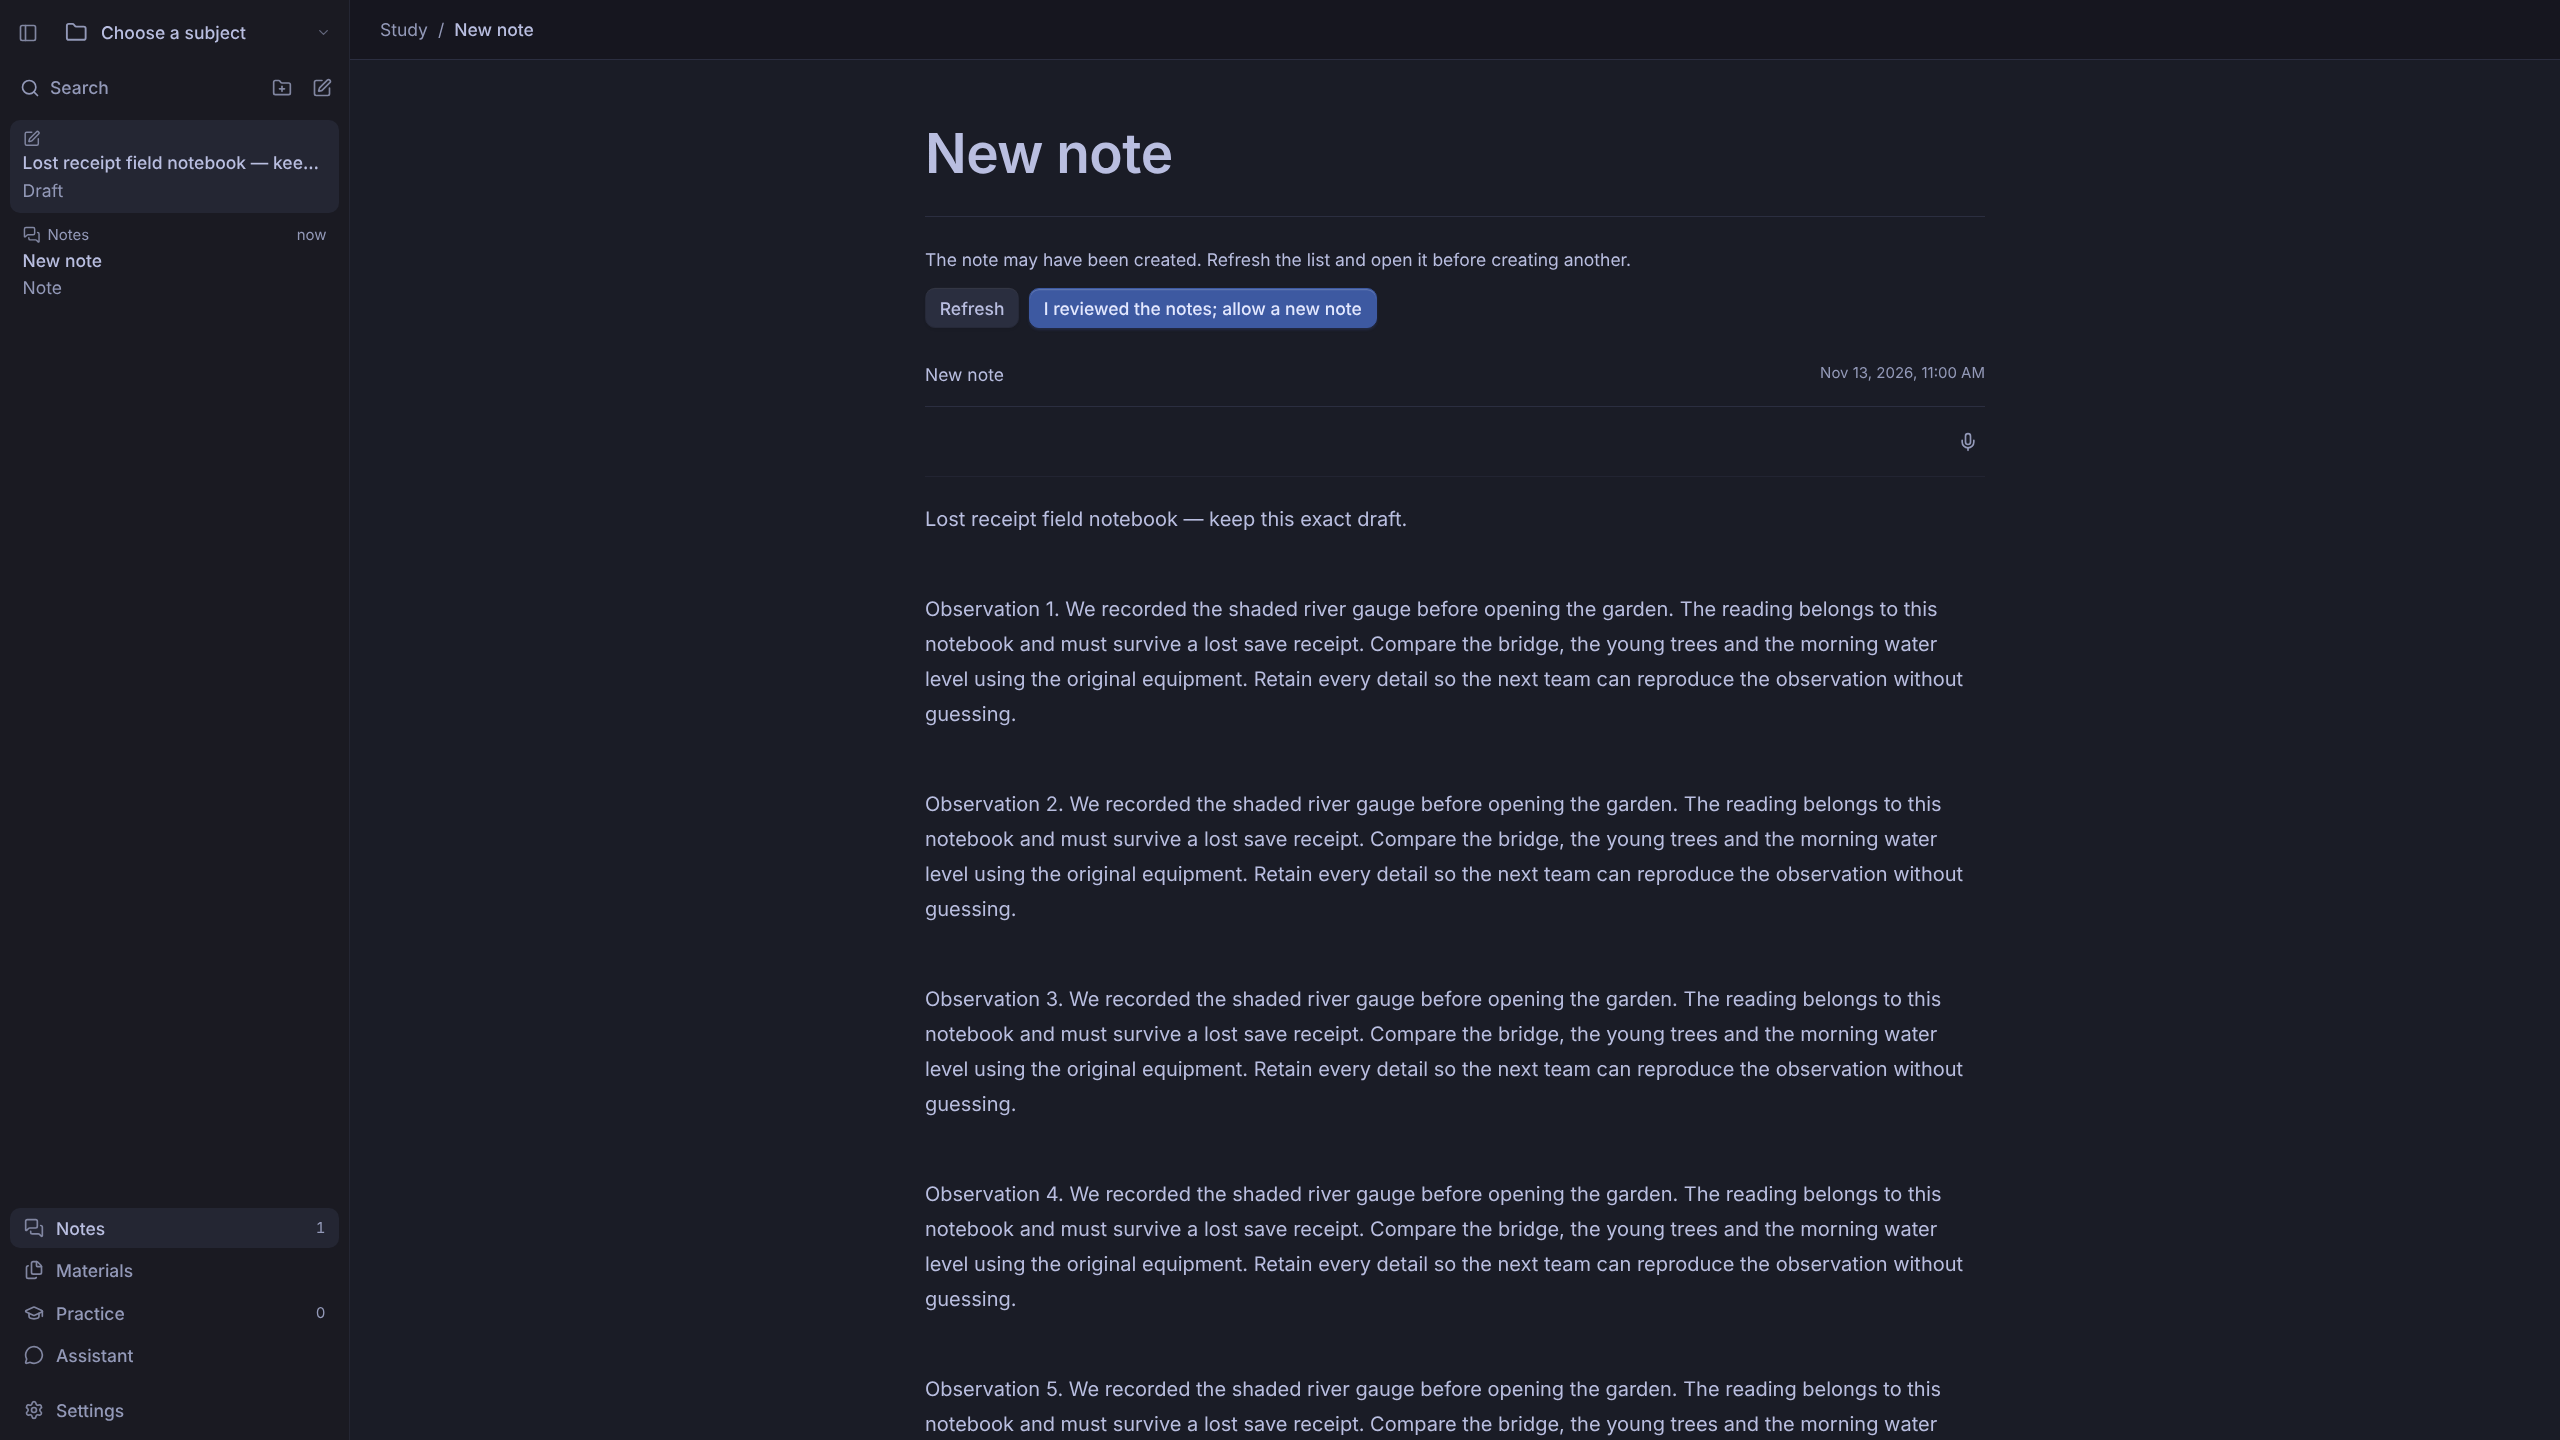 Choose a subject
Search
Lost receipt field notebook — kee...
Draft
Notes now
New note
Note
Notes 1
Materials
Practice 0
Assistant
Settings
Study / New note
New note
The note may have been created. Refresh the list and open it before creating another.
Refresh I reviewed the notes; allow a new note
New note Nov 13, 2026, 11:00 AM
Lost receipt field notebook — keep this exact draft.
Observation 1. We recorded the shaded river gauge before opening the garden. The reading belongs to this
notebook and must survive a lost save receipt. Compare the bridge, the young trees and the morning water
level using the original equipment. Retain every detail so the next team can reproduce the observation without
guessing.
Observation 2. We recorded the shaded river gauge before opening the garden. The reading belongs to this
notebook and must survive a lost save receipt. Compare the bridge, the young trees and the morning water
level using the original equipment. Retain every detail so the next team can reproduce the observation without
guessing.
Observation 3. We recorded the shaded river gauge before opening the garden. The reading belongs to this
notebook and must survive a lost save receipt. Compare the bridge, the young trees and the morning water
level using the original equipment. Retain every detail so the next team can reproduce the observation without
guessing.
Observation 4. We recorded the shaded river gauge before opening the garden. The reading belongs to this
notebook and must survive a lost save receipt. Compare the bridge, the young trees and the morning water
level using the original equipment. Retain every detail so the next team can reproduce the observation without
guessing.
Observation 5. We recorded the shaded river gauge before opening the garden. The reading belongs to this
notebook and must survive a lost save receipt. Compare the bridge, the young trees and the morning water